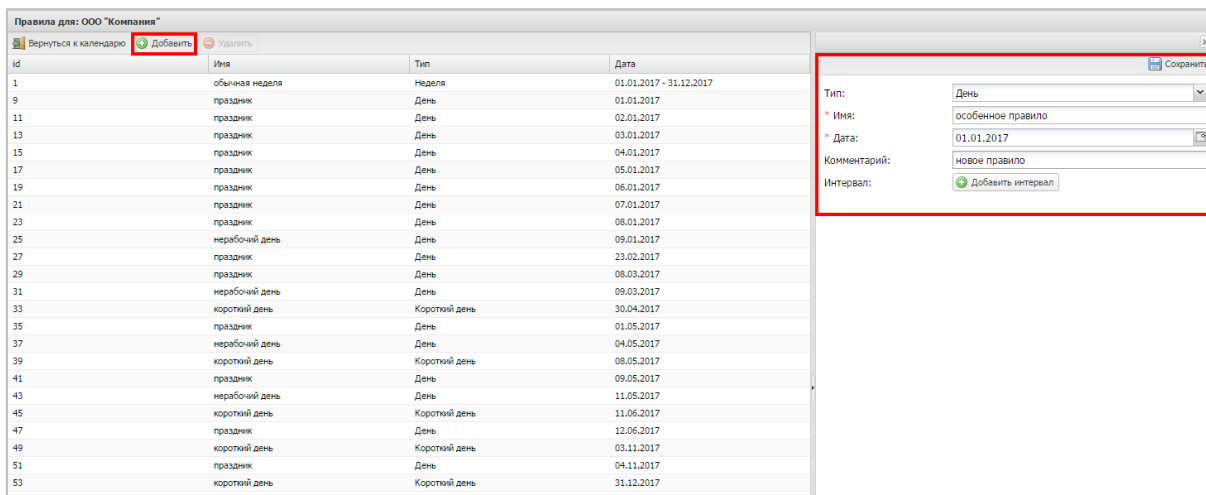 Правила для: ООО "Компания"
Вернуться к календарю Добавить Удалить
id Имя Тип Дата
1 обычная неделя Неделя 01.01.2017 - 31.12.2017
9 праздник День 01.01.2017
11 праздник День 02.01.2017
13 праздник День 03.01.2017
15 праздник День 04.01.2017
17 праздник День 05.01.2017
19 праздник День 06.01.2017
21 праздник День 07.01.2017
23 праздник День 08.01.2017
25 нерабочий день День 09.01.2017
27 праздник День 23.02.2017
29 праздник День 08.03.2017
31 нерабочий день День 09.03.2017
33 короткий день Короткий день 30.04.2017
35 праздник День 01.05.2017
37 нерабочий день День 04.05.2017
39 короткий день Короткий день 08.05.2017
41 праздник День 09.05.2017
43 нерабочий день День 11.05.2017
45 короткий день Короткий день 11.06.2017
47 праздник День 12.06.2017
49 короткий день Короткий день 03.11.2017
51 праздник День 04.11.2017
53 короткий день Короткий день 31.12.2017
Сохранить
Тип: День
* Имя: особенное правило
* Дата: 01.01.2017
Комментарий: новое правило
Интервал: Добавить интервал